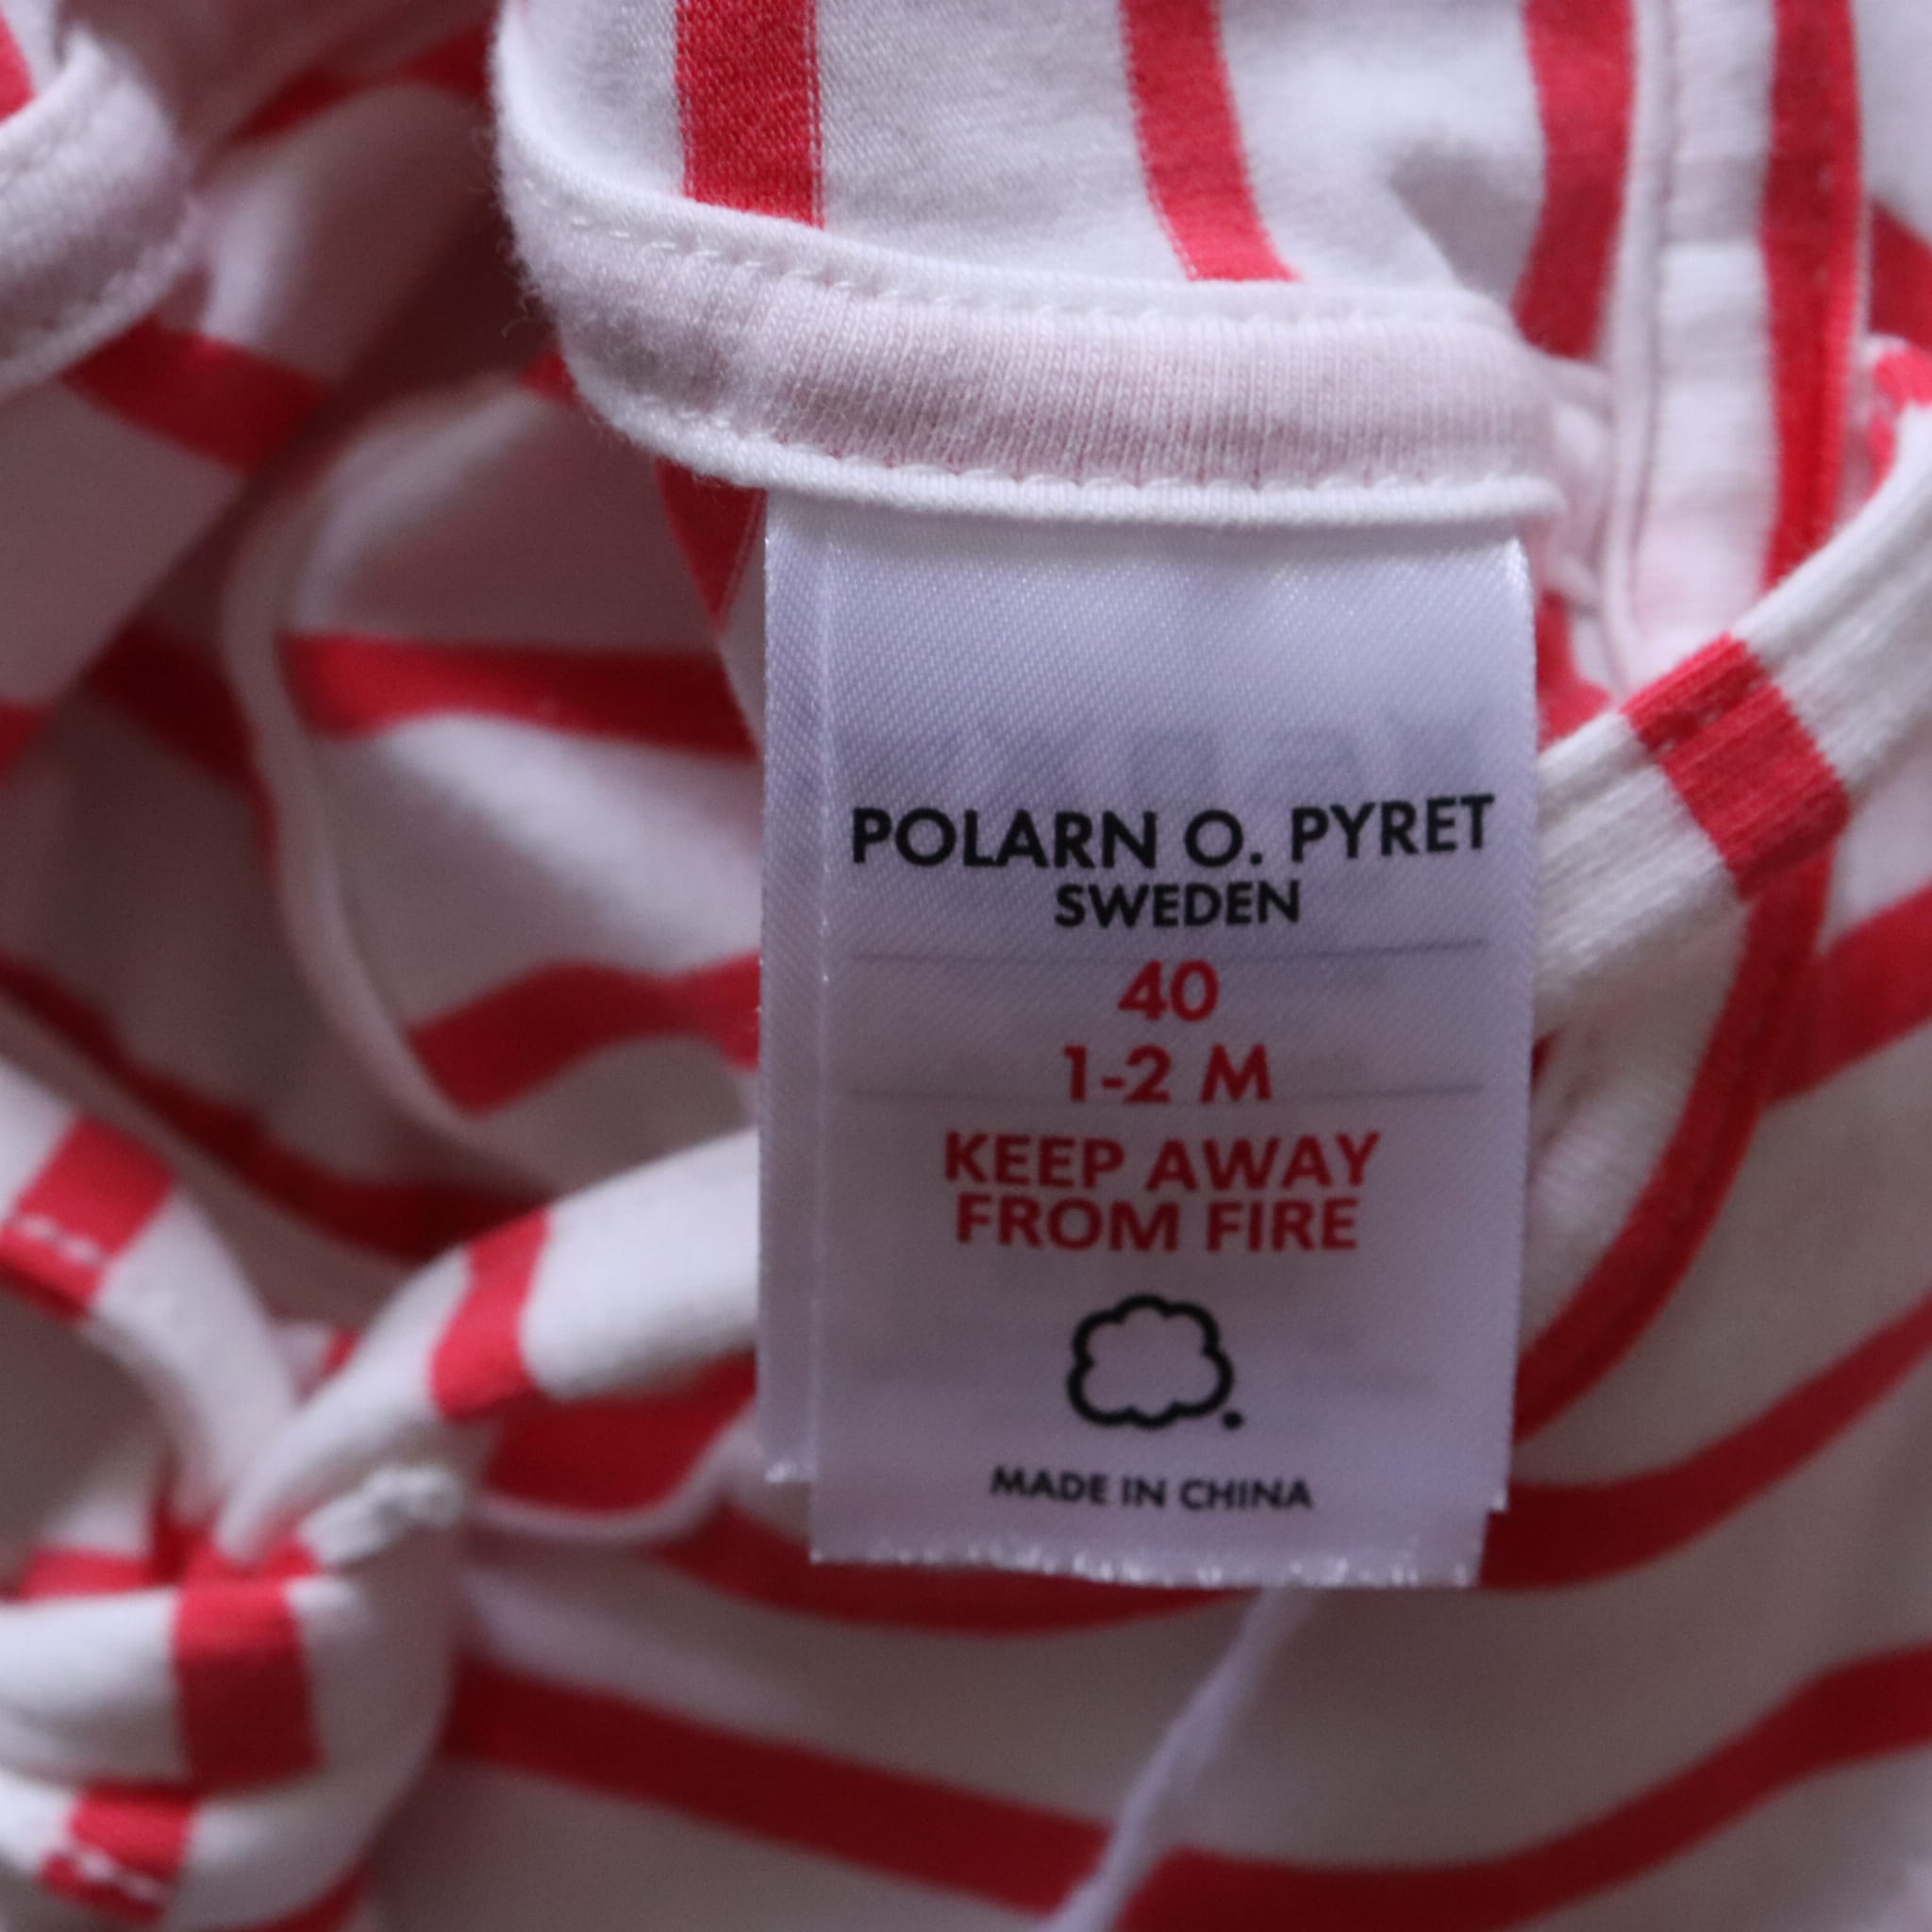 POLARN O. PYRET
SWEDEN
40
1-2 M
KEEP AWAY
FROM FIRE
MADE IN CHINA